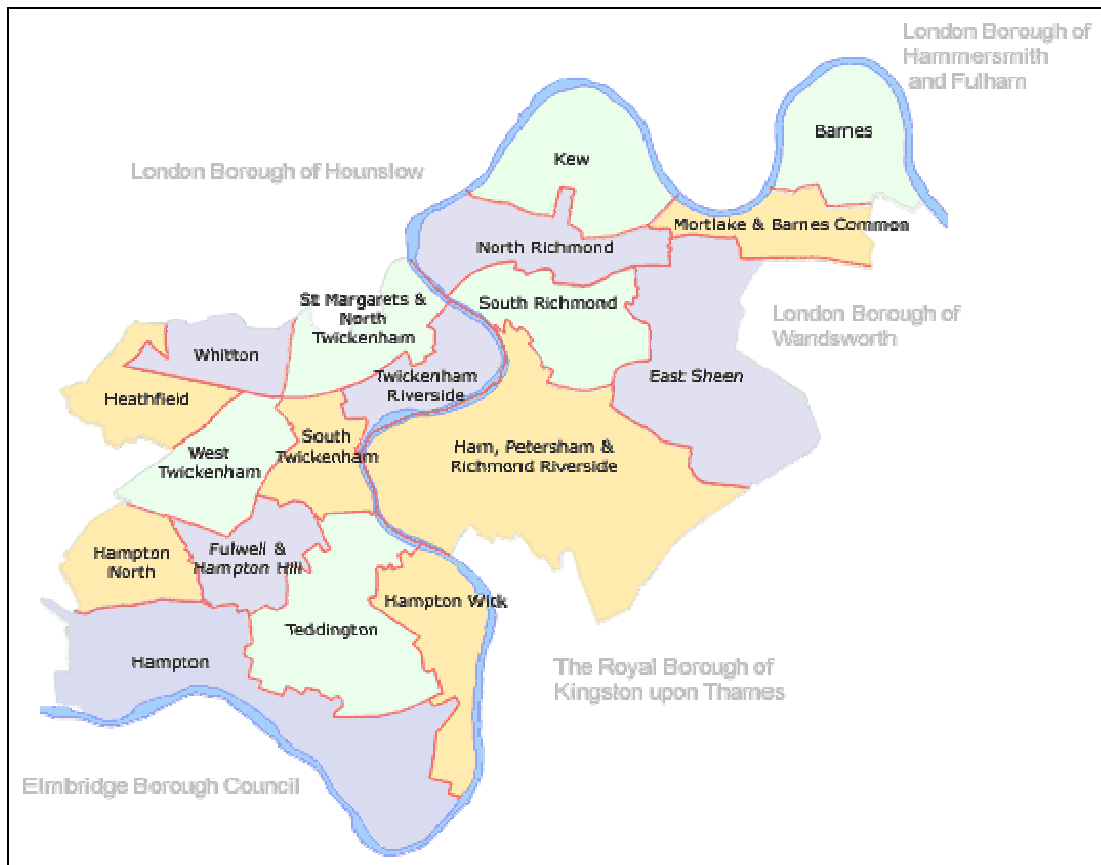 London Borough of
Hammersmith
and Fulham
Barnes
Kew
London Borough of Hounslow
Mortlake & Barnes Common
North Richmond
St Margarets &
North
Twickenham
South Richmond
London Borough of
Wandsworth
Whitton
Twickenham
Riverside
East Sheen
Heathfield
South
Twickenham
Ham, Petersham &
Richmond Riverside
West
Twickenham
Hampton
North
Fulwell &
Hampton Hill
Hampton Wick
Teddington
Hampton
The Royal Borough of
Kingston upon Thames
Elmbridge Borough Council